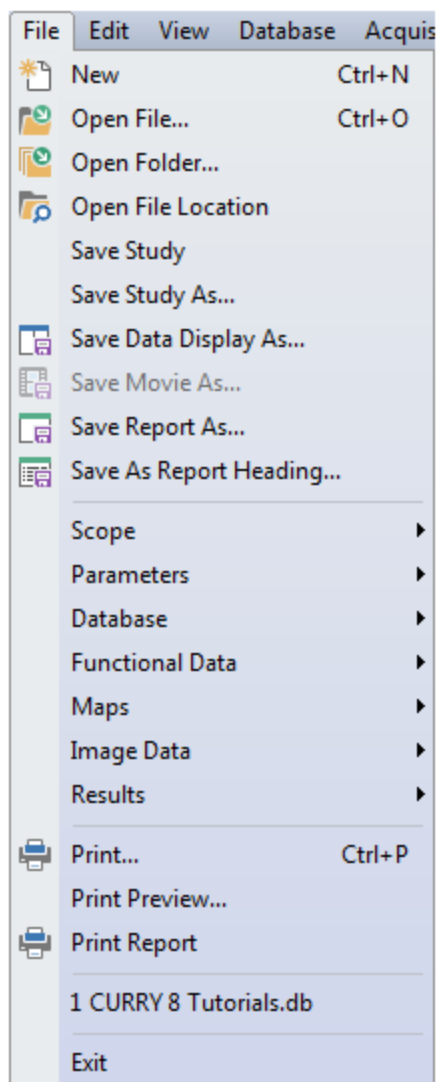 File Edit View Database Acquis
New Ctrl+N
Open File... Ctrl+O
Open Folder...
Open File Location
Save Study
Save Study As...
Save Data Display As...
Save Movie As...
Save Report As...
Save As Report Heading...
Scope
Parameters
Database
Functional Data
Maps
Image Data
Results
Print... Ctrl+P
Print Preview...
Print Report
1 CURRY 8 Tutorials.db
Exit